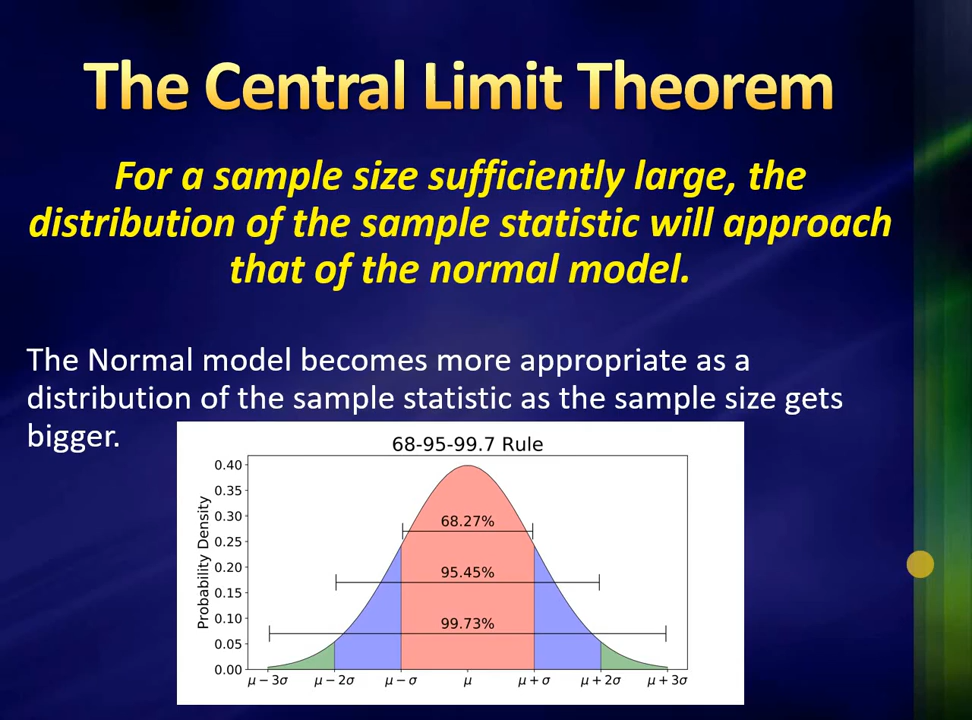 The Central Limit Theorem
For a sample size sufficiently large, the
distribution of the sample statistic will approach
that of the normal model.
The Normal model becomes more appropriate as a
distribution of the sample statistic as the sample size gets
bigger.
68-95-99.7 Rule
Probability Density
0.40
0.35
0.30
0.25
0.20
0.15
0.10
0.05
0.00
68.27%
95.45%
99.73%
μ − 3σ μ − 2σ μ − σ μ μ + σ μ + 2σ μ + 3σ